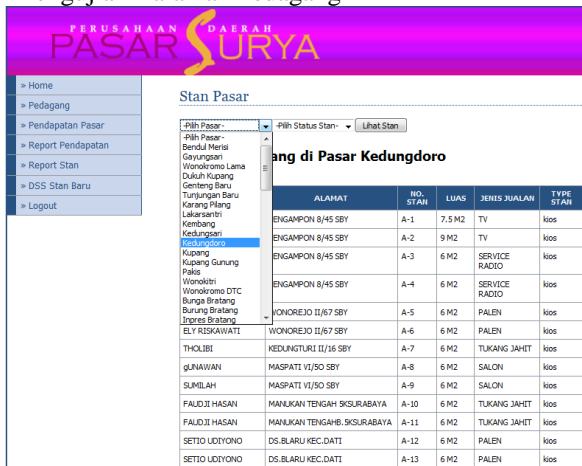 PERUSAHAAN DAERAH
PASAR SURYA
» Home
» Pedagang
» Pendapatan Pasar
» Report Pendapatan
» Report Stan
» DSS Stan Baru
» Logout
Stan Pasar
-Pilih Pasar- -Pilih Status Stan- Lihat Stan
-Pilih Pasar-
Bendul Merisi
Gayungsari
Wonokromo Lama
Dukuh Kupang
Genteng Baru
Tunjungan Baru
Karang Pilang
Lakarsantri
Kembang
Kedungsari
Kedungdoro
Kupang
Kupang Gunung
Pakis
Wonokitri
Wonokromo DTC
Bunga Bratang
Burung Bratang
Inpres Bratang
ang di Pasar Kedungdoro
ALAMAT NO. STAN LUAS JENIS JUALAN TYPE STAN
ENGAMPON 8/45 SBY A-1 7.5 M2 TV kios
ENGAMPON 8/45 SBY A-2 9 M2 TV kios
ENGAMPON 8/45 SBY A-3 6 M2 SERVICE RADIO kios
ENGAMPON 8/45 SBY A-4 6 M2 SERVICE RADIO kios
WONOREJO II/67 SBY A-5 6 M2 PALEN kios
ELY RISKAWATI WONOREJO II/67 SBY A-6 6 M2 PALEN kios
THOLIBI KEDUNGTURI II/16 SBY A-7 6 M2 TUKANG JAHIT kios
gUNAWAN MASPATI VI/5O SBY A-8 6 M2 SALON kios
SUMILAH MASPATI VI/5O SBY A-9 6 M2 SALON kios
FAUDJI HASAN MANUKAN TENGAH 5KSURABAYA A-10 6 M2 TUKANG JAHIT kios
FAUDJI HASAN MANUKAN TENGAHB.5KSURABAYA A-11 6 M2 TUKANG JAHIT kios
SETIO UDIYONO DS.BLARU KEC.DATI A-12 6 M2 PALEN kios
SETIO UDIYONO DS.BLARU KEC.DATI A-13 6 M2 PALEN kios